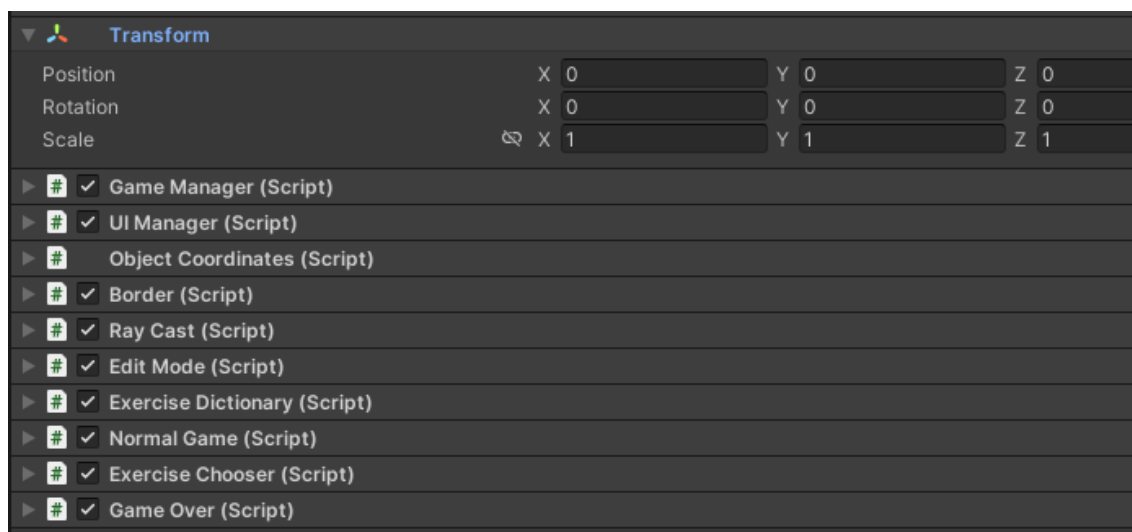 Transform
Position X 0 Y 0 Z 0
Rotation X 0 Y 0 Z 0
Scale X 1 Y 1 Z 1
# Game Manager (Script)
# UI Manager (Script)
# Object Coordinates (Script)
# Border (Script)
# Ray Cast (Script)
# Edit Mode (Script)
# Exercise Dictionary (Script)
# Normal Game (Script)
# Exercise Chooser (Script)
# Game Over (Script)